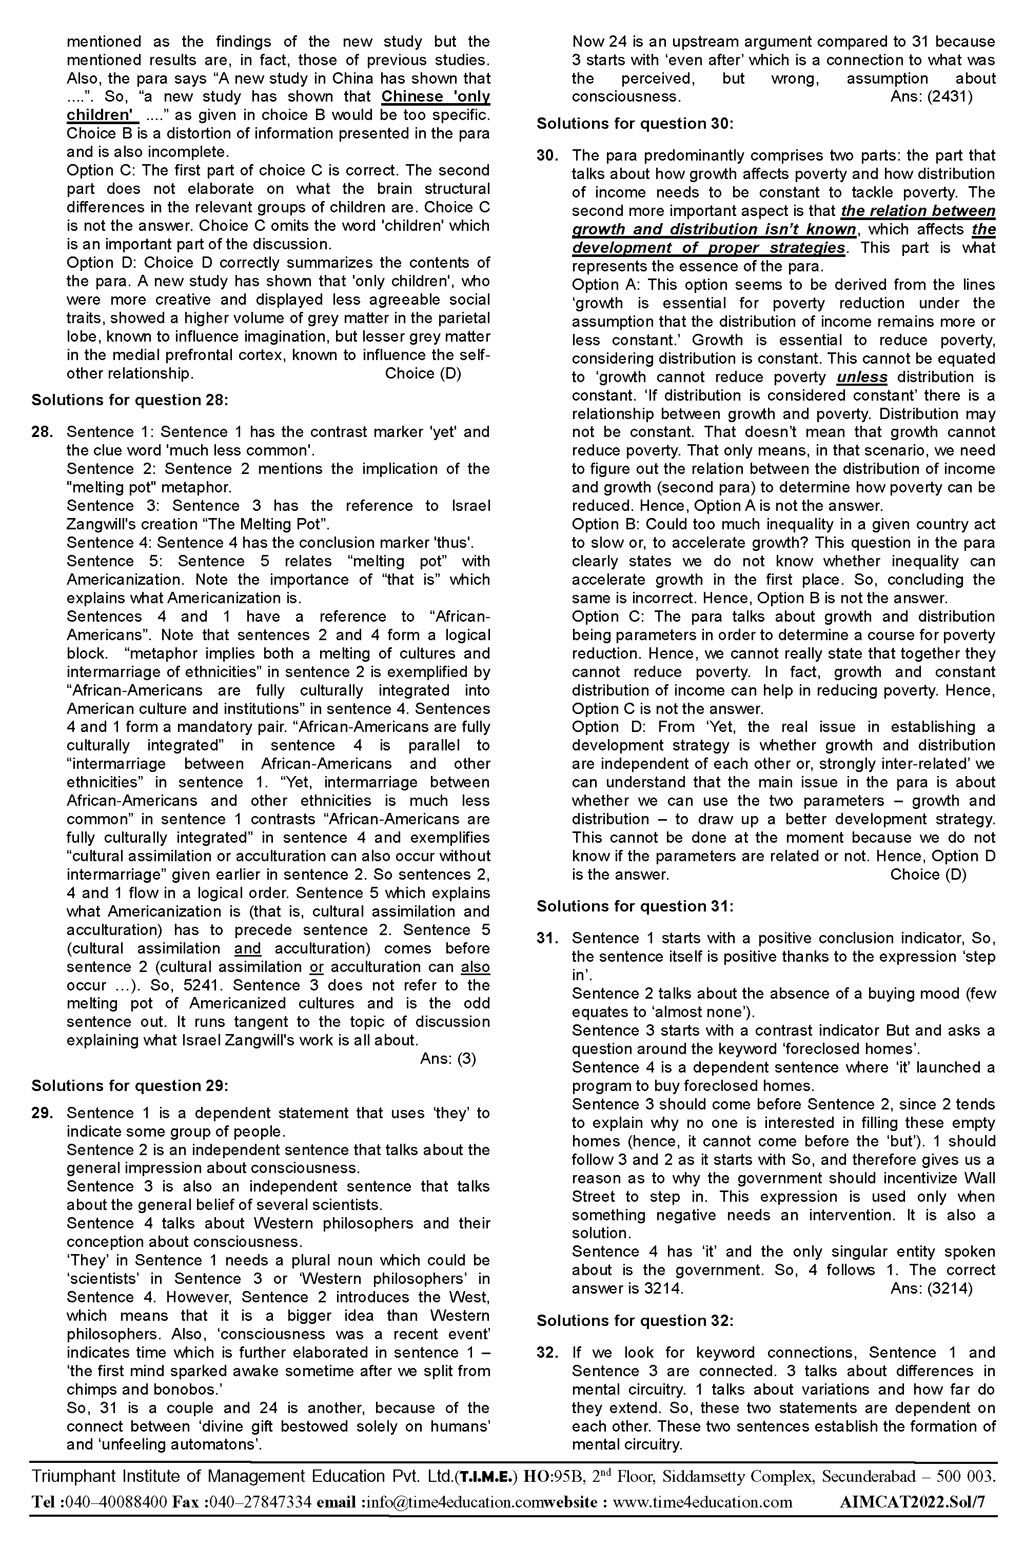 mentioned as the findings of the new study but the
mentioned results are, in fact, those of previous studies.
Also, the para says “A new study in China has shown that
....”. So, “a new study has shown that Chinese 'only
children' ....” as given in choice B would be too specific.
Choice B is a distortion of information presented in the para
and is also incomplete.
Option C: The first part of choice C is correct. The second
part does not elaborate on what the brain structural
differences in the relevant groups of children are. Choice C
is not the answer. Choice C omits the word 'children' which
is an important part of the discussion.
Option D: Choice D correctly summarizes the contents of
the para. A new study has shown that 'only children', who
were more creative and displayed less agreeable social
traits, showed a higher volume of grey matter in the parietal
lobe, known to influence imagination, but lesser grey matter
in the medial prefrontal cortex, known to influence the self-
other relationship. Choice (D)
Solutions for question 28:
28. Sentence 1: Sentence 1 has the contrast marker 'yet' and
the clue word 'much less common'.
Sentence 2: Sentence 2 mentions the implication of the
"melting pot" metaphor.
Sentence 3: Sentence 3 has the reference to Israel
Zangwill's creation “The Melting Pot”.
Sentence 4: Sentence 4 has the conclusion marker 'thus'.
Sentence 5: Sentence 5 relates “melting pot” with
Americanization. Note the importance of “that is” which
explains what Americanization is.
Sentences 4 and 1 have a reference to “African-
Americans”. Note that sentences 2 and 4 form a logical
block. “metaphor implies both a melting of cultures and
intermarriage of ethnicities” in sentence 2 is exemplified by
“African-Americans are fully culturally integrated into
American culture and institutions” in sentence 4. Sentences
4 and 1 form a mandatory pair. “African-Americans are fully
culturally integrated” in sentence 4 is parallel to
“intermarriage between African-Americans and other
ethnicities” in sentence 1. “Yet, intermarriage between
African-Americans and other ethnicities is much less
common” in sentence 1 contrasts “African-Americans are
fully culturally integrated” in sentence 4 and exemplifies
“cultural assimilation or acculturation can also occur without
intermarriage” given earlier in sentence 2. So sentences 2,
4 and 1 flow in a logical order. Sentence 5 which explains
what Americanization is (that is, cultural assimilation and
acculturation) has to precede sentence 2. Sentence 5
(cultural assimilation and acculturation) comes before
sentence 2 (cultural assimilation or acculturation can also
occur …). So, 5241. Sentence 3 does not refer to the
melting pot of Americanized cultures and is the odd
sentence out. It runs tangent to the topic of discussion
explaining what Israel Zangwill's work is all about.
Ans: (3)
Solutions for question 29:
29. Sentence 1 is a dependent statement that uses ‘they’ to
indicate some group of people.
Sentence 2 is an independent sentence that talks about the
general impression about consciousness.
Sentence 3 is also an independent sentence that talks
about the general belief of several scientists.
Sentence 4 talks about Western philosophers and their
conception about consciousness.
‘They’ in Sentence 1 needs a plural noun which could be
‘scientists’ in Sentence 3 or ‘Western philosophers’ in
Sentence 4. However, Sentence 2 introduces the West,
which means that it is a bigger idea than Western
philosophers. Also, ‘consciousness was a recent event’
indicates time which is further elaborated in sentence 1 –
‘the first mind sparked awake sometime after we split from
chimps and bonobos.’
So, 31 is a couple and 24 is another, because of the
connect between ‘divine gift bestowed solely on humans’
and ‘unfeeling automatons’.
Now 24 is an upstream argument compared to 31 because
3 starts with ‘even after’ which is a connection to what was
the perceived, but wrong, assumption about
consciousness. Ans: (2431)
Solutions for question 30:
30. The para predominantly comprises two parts: the part that
talks about how growth affects poverty and how distribution
of income needs to be constant to tackle poverty. The
second more important aspect is that the relation between
growth and distribution isn’t known, which affects the
development of proper strategies. This part is what
represents the essence of the para.
Option A: This option seems to be derived from the lines
‘growth is essential for poverty reduction under the
assumption that the distribution of income remains more or
less constant.’ Growth is essential to reduce poverty,
considering distribution is constant. This cannot be equated
to ‘growth cannot reduce poverty unless distribution is
constant. ‘If distribution is considered constant’ there is a
relationship between growth and poverty. Distribution may
not be constant. That doesn’t mean that growth cannot
reduce poverty. That only means, in that scenario, we need
to figure out the relation between the distribution of income
and growth (second para) to determine how poverty can be
reduced. Hence, Option A is not the answer.
Option B: Could too much inequality in a given country act
to slow or, to accelerate growth? This question in the para
clearly states we do not know whether inequality can
accelerate growth in the first place. So, concluding the
same is incorrect. Hence, Option B is not the answer.
Option C: The para talks about growth and distribution
being parameters in order to determine a course for poverty
reduction. Hence, we cannot really state that together they
cannot reduce poverty. In fact, growth and constant
distribution of income can help in reducing poverty. Hence,
Option C is not the answer.
Option D: From ‘Yet, the real issue in establishing a
development strategy is whether growth and distribution
are independent of each other or, strongly inter-related’ we
can understand that the main issue in the para is about
whether we can use the two parameters – growth and
distribution – to draw up a better development strategy.
This cannot be done at the moment because we do not
know if the parameters are related or not. Hence, Option D
is the answer. Choice (D)
Solutions for question 31:
31. Sentence 1 starts with a positive conclusion indicator, So,
the sentence itself is positive thanks to the expression ‘step
in’.
Sentence 2 talks about the absence of a buying mood (few
equates to ‘almost none’).
Sentence 3 starts with a contrast indicator But and asks a
question around the keyword ‘foreclosed homes’.
Sentence 4 is a dependent sentence where ‘it’ launched a
program to buy foreclosed homes.
Sentence 3 should come before Sentence 2, since 2 tends
to explain why no one is interested in filling these empty
homes (hence, it cannot come before the ‘but’). 1 should
follow 3 and 2 as it starts with So, and therefore gives us a
reason as to why the government should incentivize Wall
Street to step in. This expression is used only when
something negative needs an intervention. It is also a
solution.
Sentence 4 has ‘it’ and the only singular entity spoken
about is the government. So, 4 follows 1. The correct
answer is 3214. Ans: (3214)
Solutions for question 32:
32. If we look for keyword connections, Sentence 1 and
Sentence 3 are connected. 3 talks about differences in
mental circuitry. 1 talks about variations and how far do
they extend. So, these two statements are dependent on
each other. These two sentences establish the formation of
mental circuitry.
Triumphant Institute of Management Education Pvt. Ltd.(T.I.M.E.) HO:95B, 2nd Floor, Siddamsetty Complex, Secunderabad – 500 003.
Tel :040–40088400 Fax :040–27847334 email :info@time4education.comwebsite : www.time4education.com AIMCAT2022.Sol/7